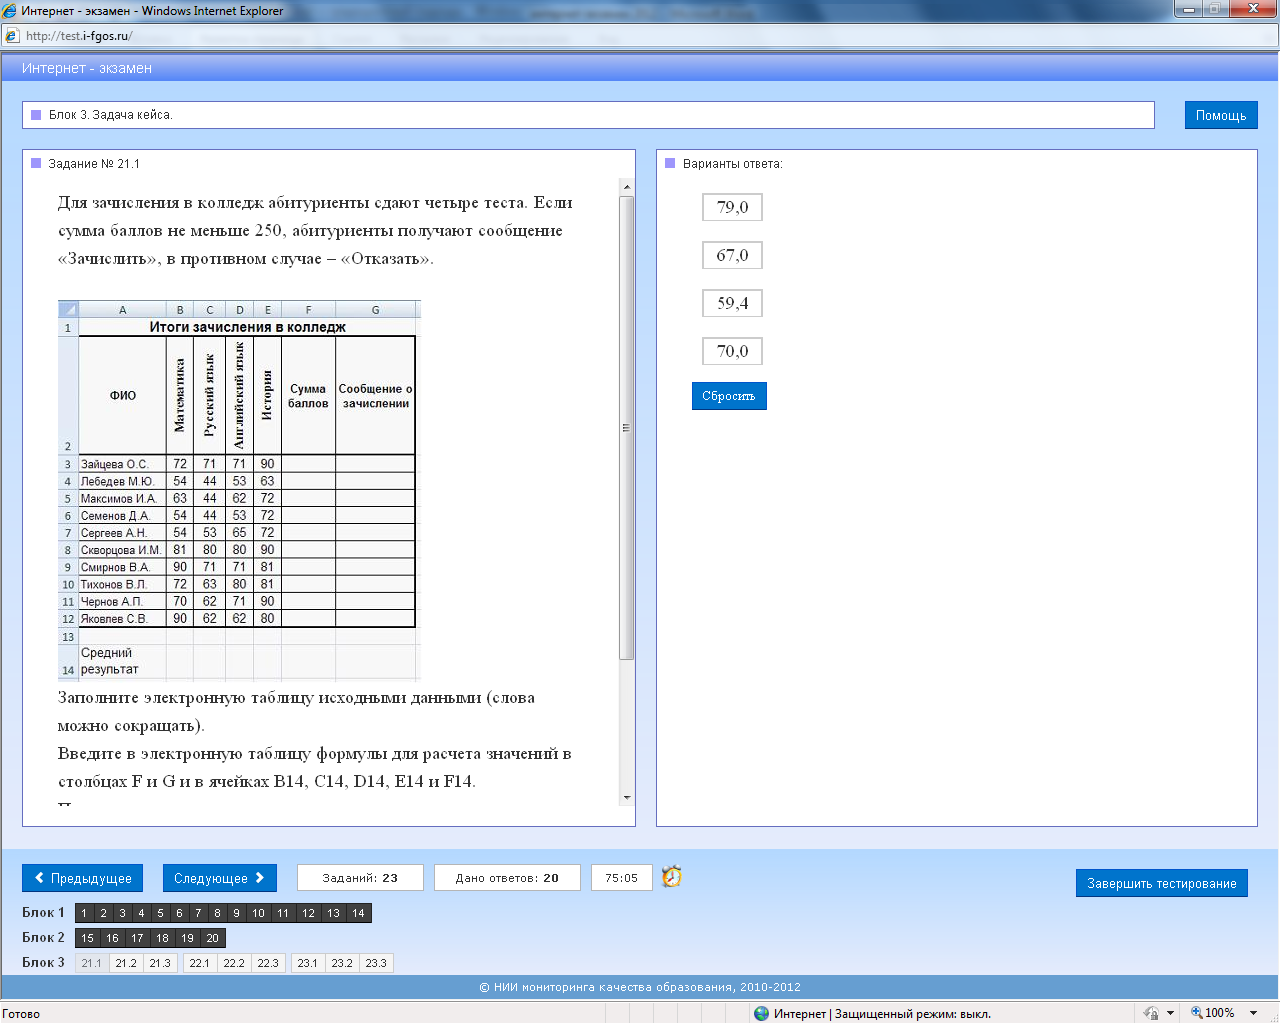 Интернет - экзамен - Windows Internet Explorer
http://test.i-fgos.ru/
Интернет - экзамен
Блок 3. Задача кейса.
Помощь
Задание № 21.1
Для зачисления в колледж абитуриенты сдают четыре теста. Если
сумма баллов не меньше 250, абитуриенты получают сообщение
«Зачислить», в противном случае – «Отказать».
A B C D E F G
1 Итоги зачисления в колледж
2 ФИО Математика Русский язык Английский язык История Сумма баллов Сообщение о зачислении
3 Зайцева О.С. 72 71 71 90
4 Лебедев М.Ю. 54 44 53 63
5 Максимов И.А. 63 44 62 72
6 Семенов Д.А. 54 44 53 72
7 Сергеев А.Н. 54 53 65 72
8 Скворцова И.М. 81 80 80 90
9 Смирнов В.А. 90 71 71 81
10 Тихонов В.Л. 72 63 80 81
11 Чернов А.П. 70 62 71 90
12 Яковлев С.В. 90 62 62 80
13
14 Средний результат
Заполните электронную таблицу исходными данными (слова
можно сокращать).
Введите в электронную таблицу формулы для расчета значений в
столбцах F и G и в ячейках B14, C14, D14, E14 и F14.
Варианты ответа:
79,0
67,0
59,4
70,0
Сбросить
Предыдущее Следующее Заданий: 23 Дано ответов: 20 75:05
Завершить тестирование
Блок 1 1 2 3 4 5 6 7 8 9 10 11 12 13 14
Блок 2 15 16 17 18 19 20
Блок 3 21.1 21.2 21.3 22.1 22.2 22.3 23.1 23.2 23.3
© НИИ мониторинга качества образования, 2010-2012
Готово Интернет | Защищенный режим: выкл. 100%